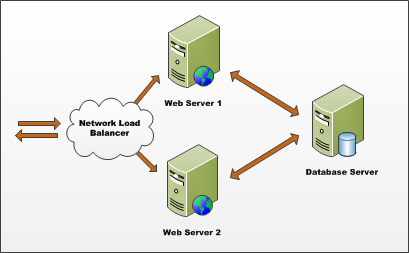 Web Server 1
Network Load
Balancer
Database Server
Web Server 2